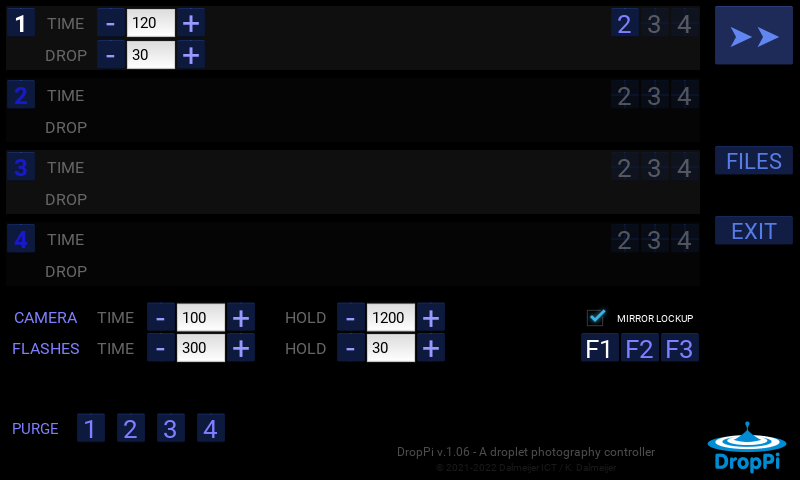 1 TIME - 120 + 2 3 4
DROP - 30 +
2 TIME 2 3 4
DROP
3 TIME 2 3 4
DROP
FILES
4 TIME 2 3 4
EXIT
DROP
CAMERA TIME - 100 + HOLD - 1200 + MIRROR LOCKUP
FLASHES TIME - 300 + HOLD - 30 + F1 F2 F3
PURGE 1 2 3 4
DropPi v.1.06 - A droplet photography controller
© 2021-2022 Dalmeijer ICT / K. Dalmeijer
DropPi